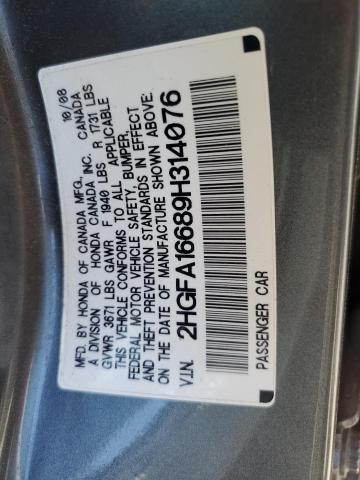 MFD. BY HONDA OF CANADA MFG. 10/08
A DIVISION OF HONDA CANADA INC. CANADA
GVWR 3671 LBS GAWR F 1940 LBS R 1731 LBS
THIS VEHICLE CONFORMS TO ALL APPLICABLE
FEDERAL MOTOR VEHICLE SAFETY, BUMPER,
AND THEFT PREVENTION STANDARDS IN EFFECT
ON THE DATE OF MANUFACTURE SHOWN ABOVE.
V.I.N. 2HGFA16689H314076
PASSENGER CAR